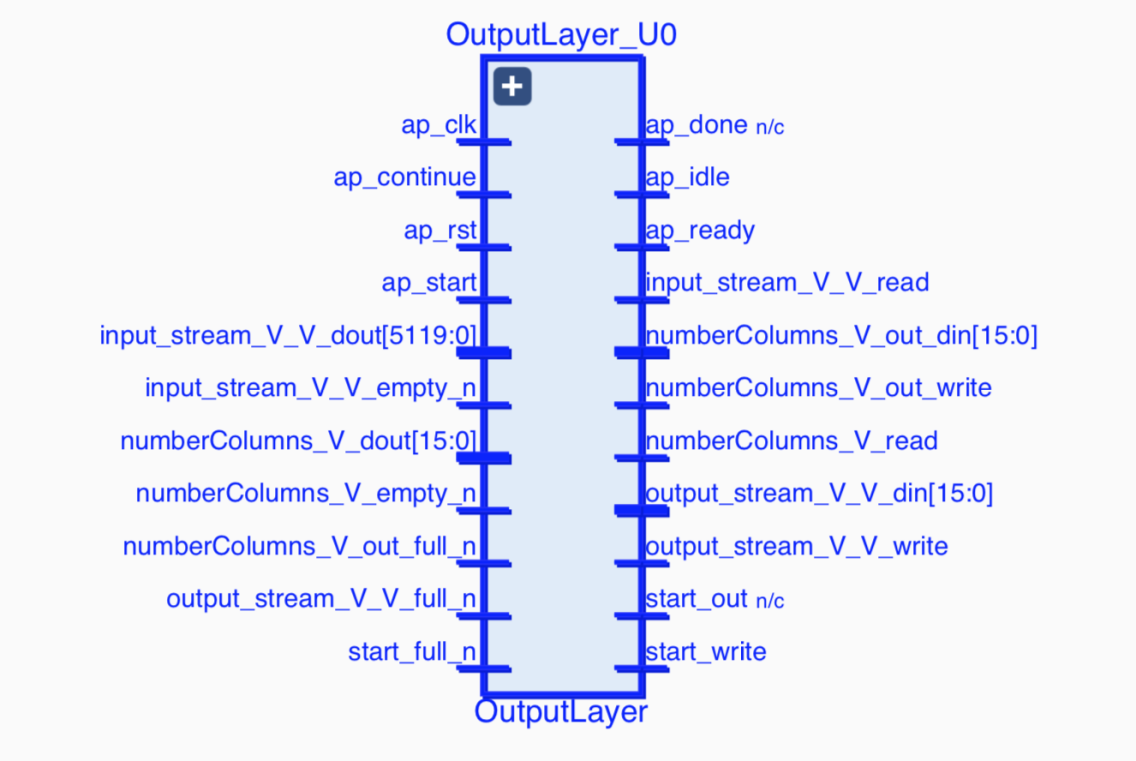 OutputLayer_U0
ap_clk
ap_done n/c
ap_continue
ap_idle
ap_rst
ap_ready
ap_start
input_stream_V_V_read
input_stream_V_V_dout[5119:0]
numberColumns_V_out_din[15:0]
input_stream_V_V_empty_n
numberColumns_V_out_write
numberColumns_V_dout[15:0]
numberColumns_V_read
numberColumns_V_empty_n
output_stream_V_V_din[15:0]
numberColumns_V_out_full_n
output_stream_V_V_write
output_stream_V_V_full_n
start_out n/c
start_full_n
start_write
OutputLayer